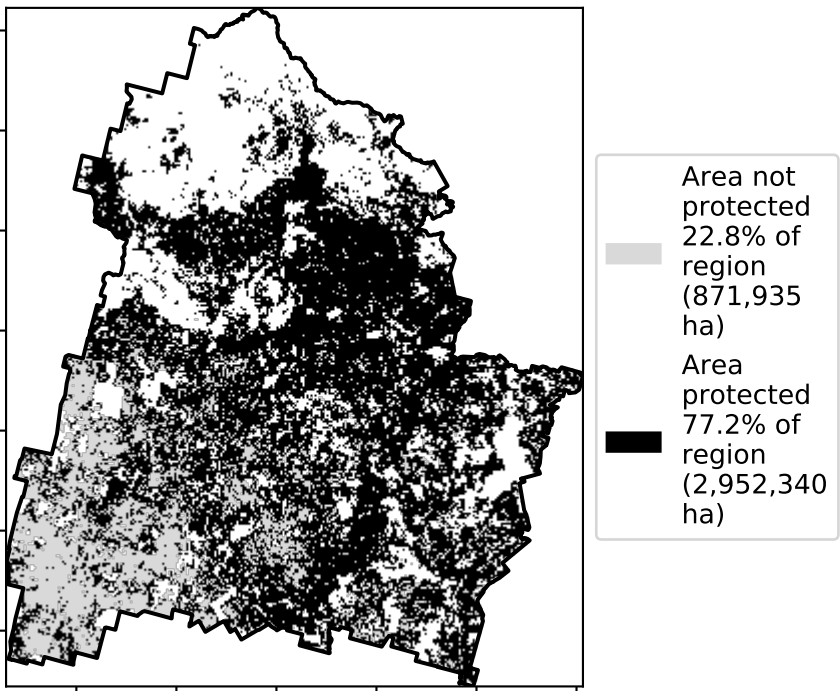 Area not
protected
22.8% of
region
(871,935
ha)
Area
protected
77.2% of
region
(2,952,340
ha)